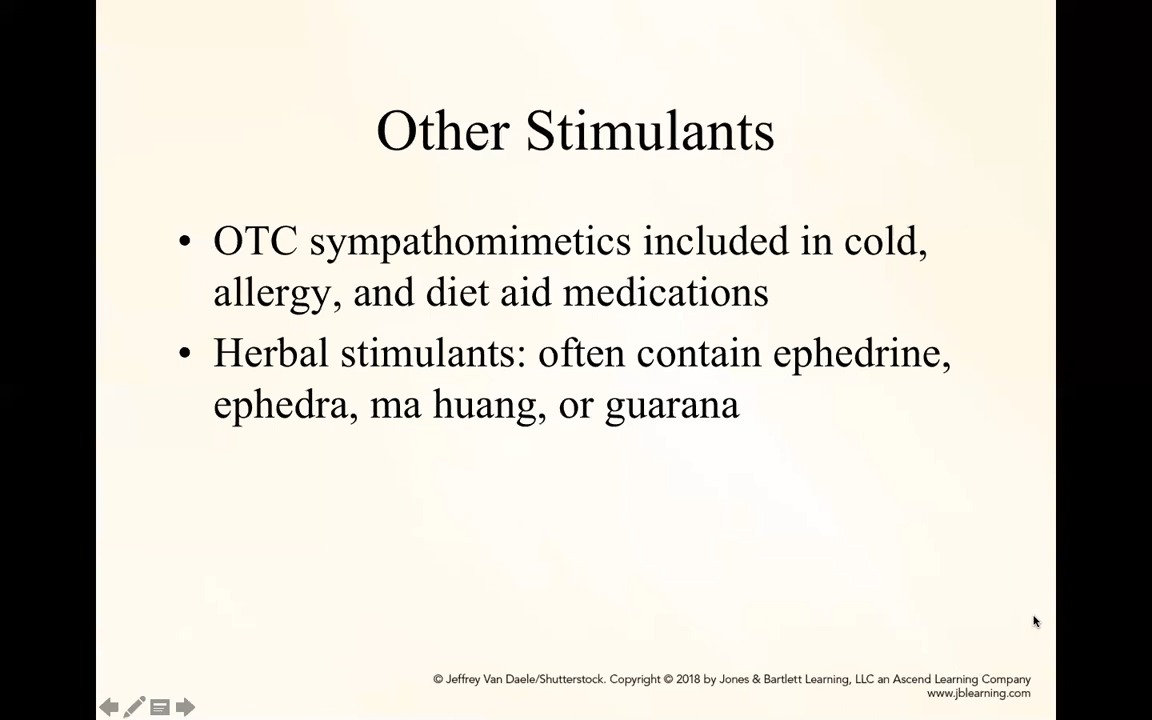 Other Stimulants
• OTC sympathomimetics included in cold,
allergy, and diet aid medications
• Herbal stimulants: often contain ephedrine,
ephedra, ma huang, or guarana
© Jeffrey Van Daele/Shutterstock. Copyright © 2018 by Jones & Bartlett Learning, LLC an Ascend Learning Company
www.jblearning.com